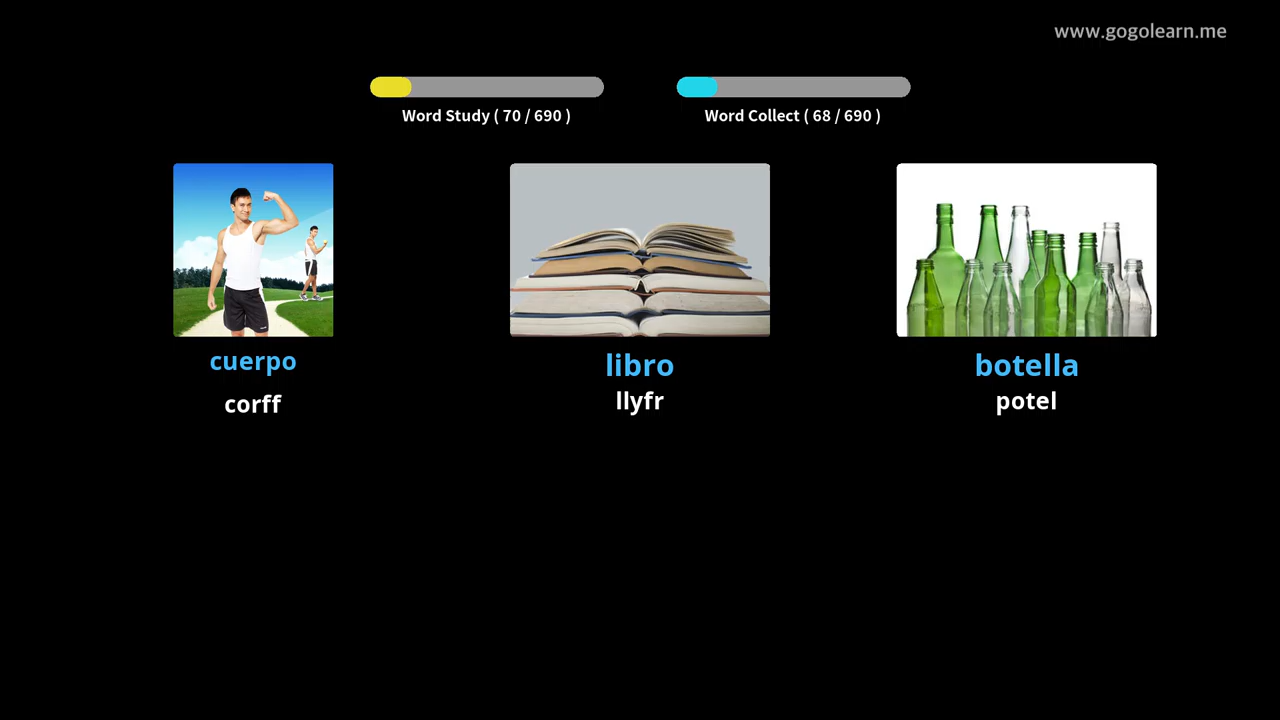 www.gogolearn.me
Word Study ( 70 / 690 )
Word Collect ( 68 / 690 )
cuerpo
corff
libro
llyfr
botella
potel